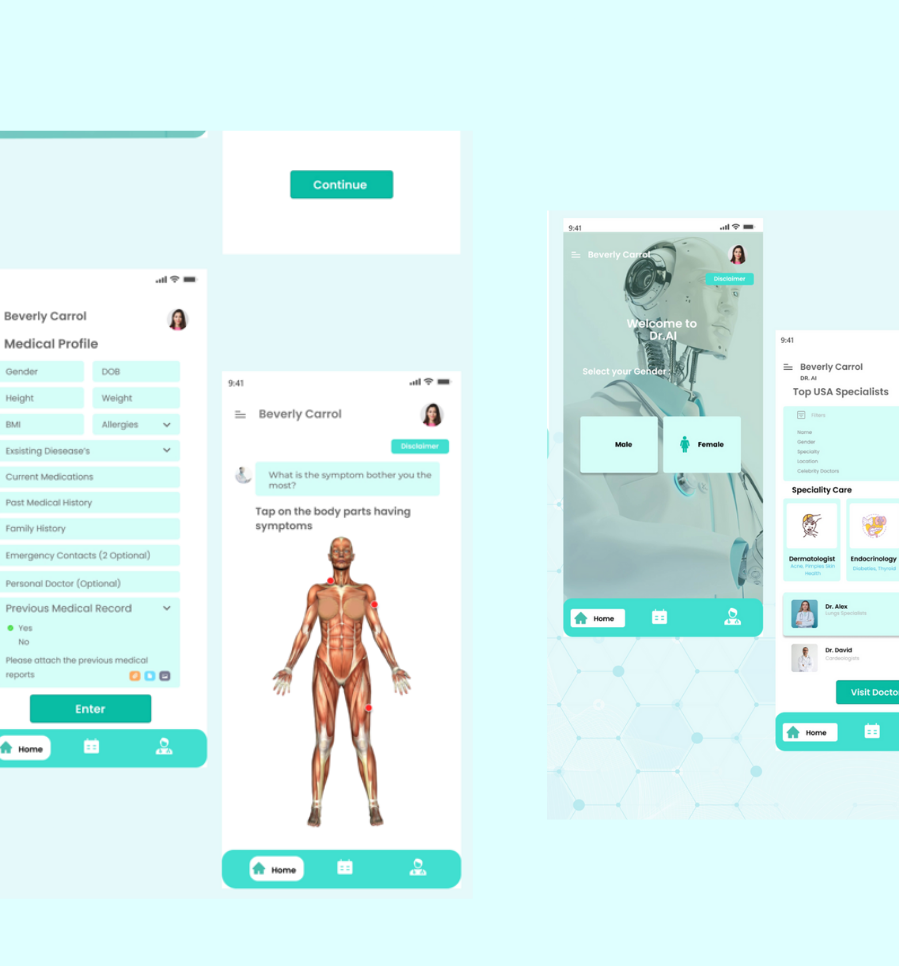 Continue
Beverly Carrol
Medical Profile
Gender
DOB
Height
Weight
BMI
Allergies
Exsisting Diesease's
Current Medications
Past Medical History
Family History
Emergency Contacts (2 Optional)
Personal Doctor (Optional)
Previous Medical Record
Yes
No
Please attach the previous medical
reports
Enter
Home
9:41
Beverly Carrol
Disclaimer
What is the symptom bother you the
most?
Tap on the body parts having
symptoms
Home
9:41
Beverly Carrol
Disclaimer
Welcome to
Dr.AI
Select your Gender :
Male
Female
Home
9:41
Beverly Carrol
DR. AI
Top USA Specialists
Filters
Name
Gender
Specialty
Location
Celebrity Doctors
Speciality Care
Dermatologist
Acne, Pimples Skin
Health
Endocrinology
Diabeties, Thyroid
Dr. Alex
Lungs Specialists
Dr. David
Cardiologists
Visit Docto
Home